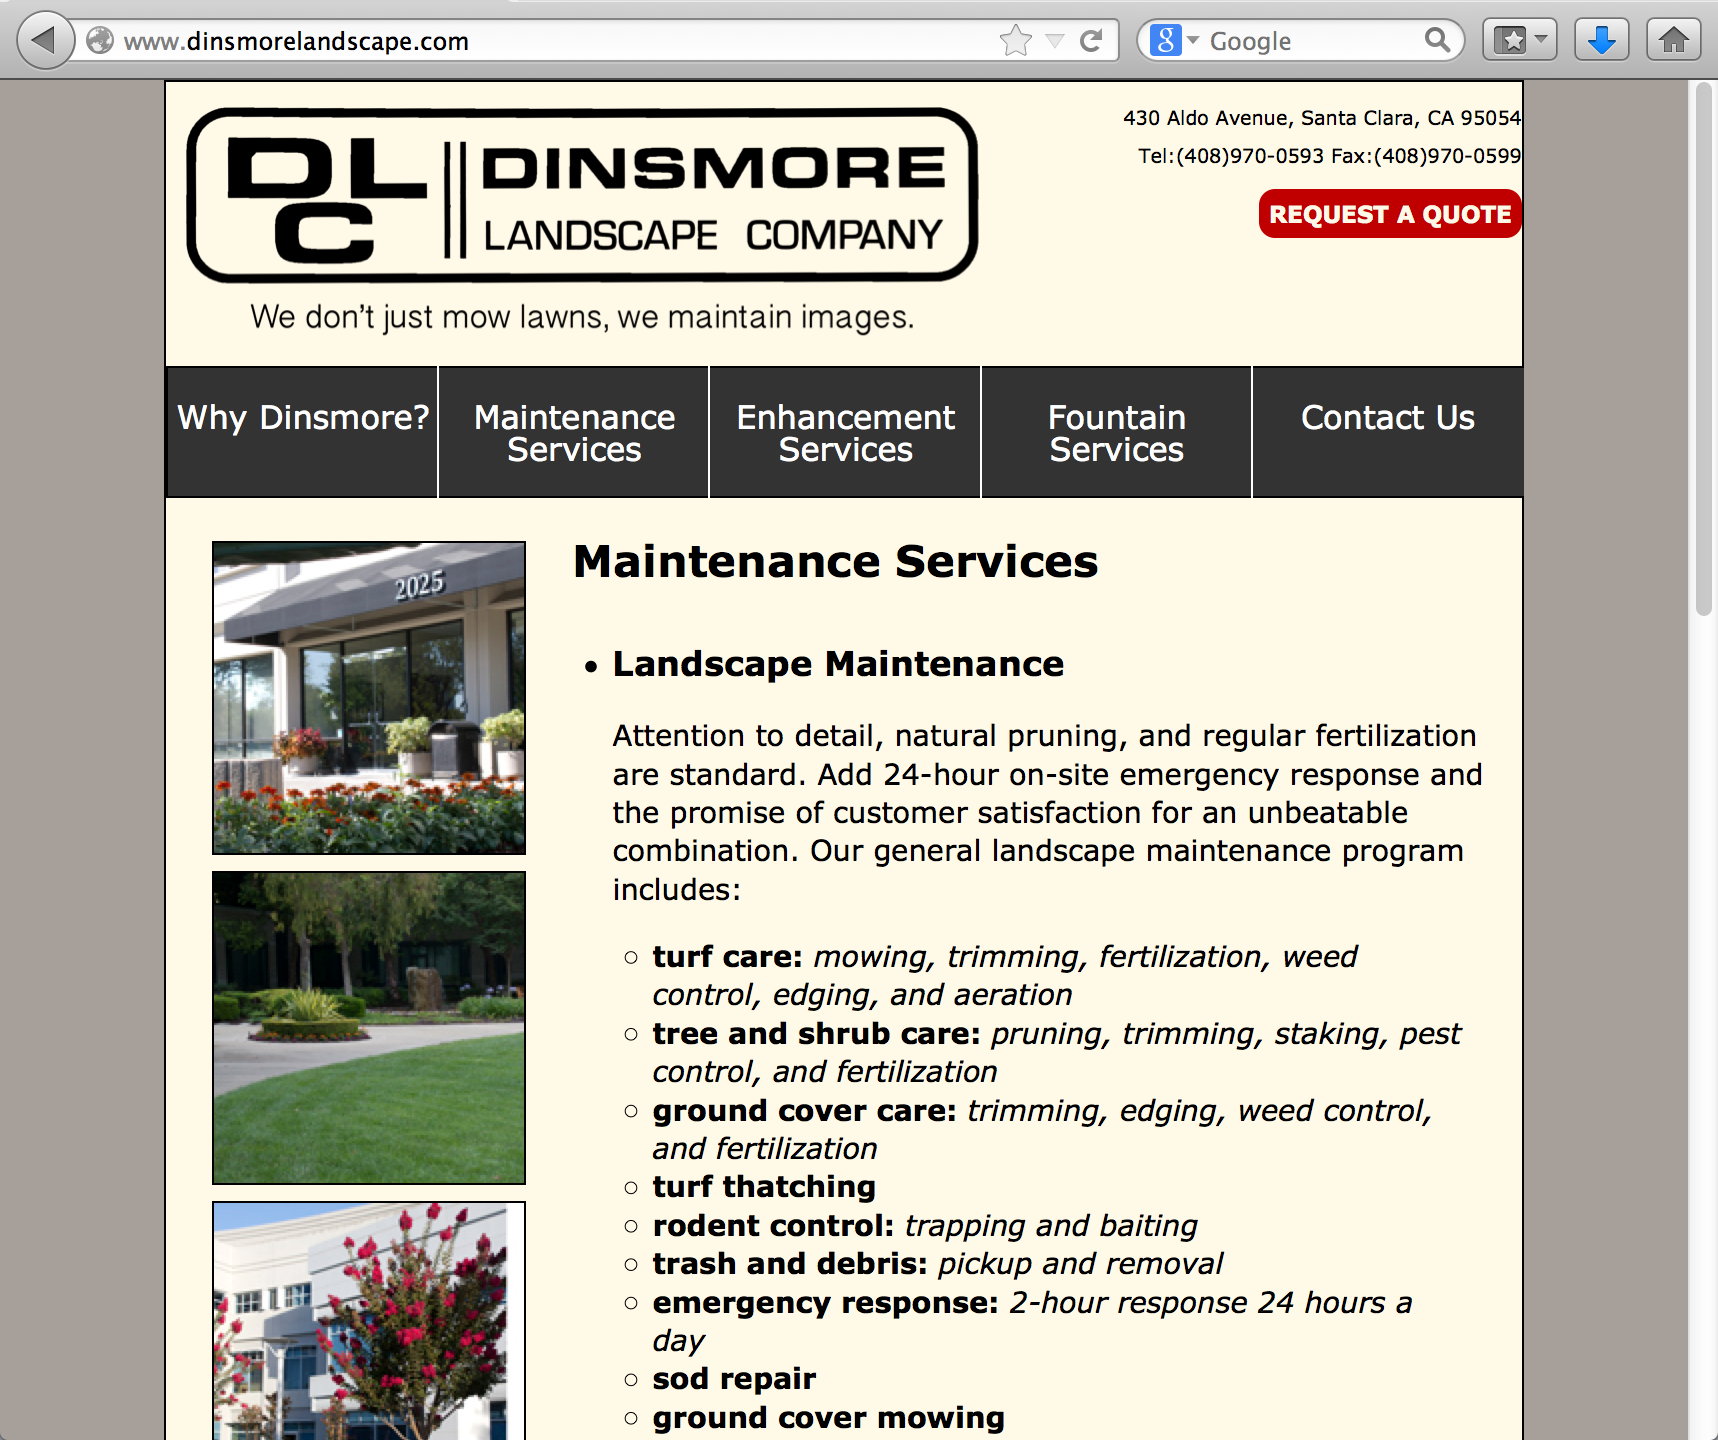 www.dinsmorelandscape.com
8 Google
DLC DINSMORE
LANDSCAPE COMPANY
We don't just mow lawns, we maintain images.
430 Aldo Avenue, Santa Clara, CA 95054
Tel:(408)970-0593 Fax:(408)970-0599
REQUEST A QUOTE
Why Dinsmore?
Maintenance
Services
Enhancement
Services
Fountain
Services
Contact Us
2025
Maintenance Services
• Landscape Maintenance
Attention to detail, natural pruning, and regular fertilization
are standard. Add 24-hour on-site emergency response and
the promise of customer satisfaction for an unbeatable
combination. Our general landscape maintenance program
includes:
◦ turf care: mowing, trimming, fertilization, weed
control, edging, and aeration
◦ tree and shrub care: pruning, trimming, staking, pest
control, and fertilization
◦ ground cover care: trimming, edging, weed control,
and fertilization
◦ turf thatching
◦ rodent control: trapping and baiting
◦ trash and debris: pickup and removal
◦ emergency response: 2-hour response 24 hours a
day
◦ sod repair
◦ ground cover mowing